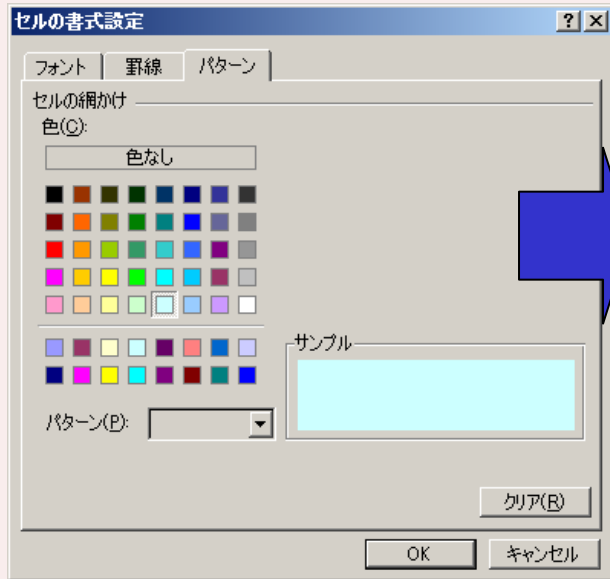 セルの書式設定
フォント 罫線 パターン
セルの網かけ
色(C):
色なし
サンプル
パターン(P):
クリア(R)
OK キャンセル